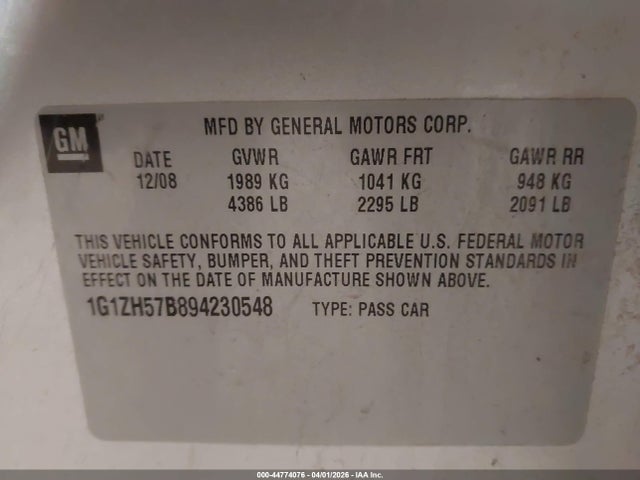 GM
MFD BY GENERAL MOTORS CORP.
DATE GVWR GAWR FRT GAWR RR
12/08 1989 KG 1041 KG 948 KG
4386 LB 2295 LB 2091 LB
THIS VEHICLE CONFORMS TO ALL APPLICABLE U.S. FEDERAL MOTOR
VEHICLE SAFETY, BUMPER, AND THEFT PREVENTION STANDARDS IN
EFFECT ON THE DATE OF MANUFACTURE SHOWN ABOVE.
1G1ZH57B894230548 TYPE: PASS CAR
000-44774076 - 04/01/2026 - IAA Inc.